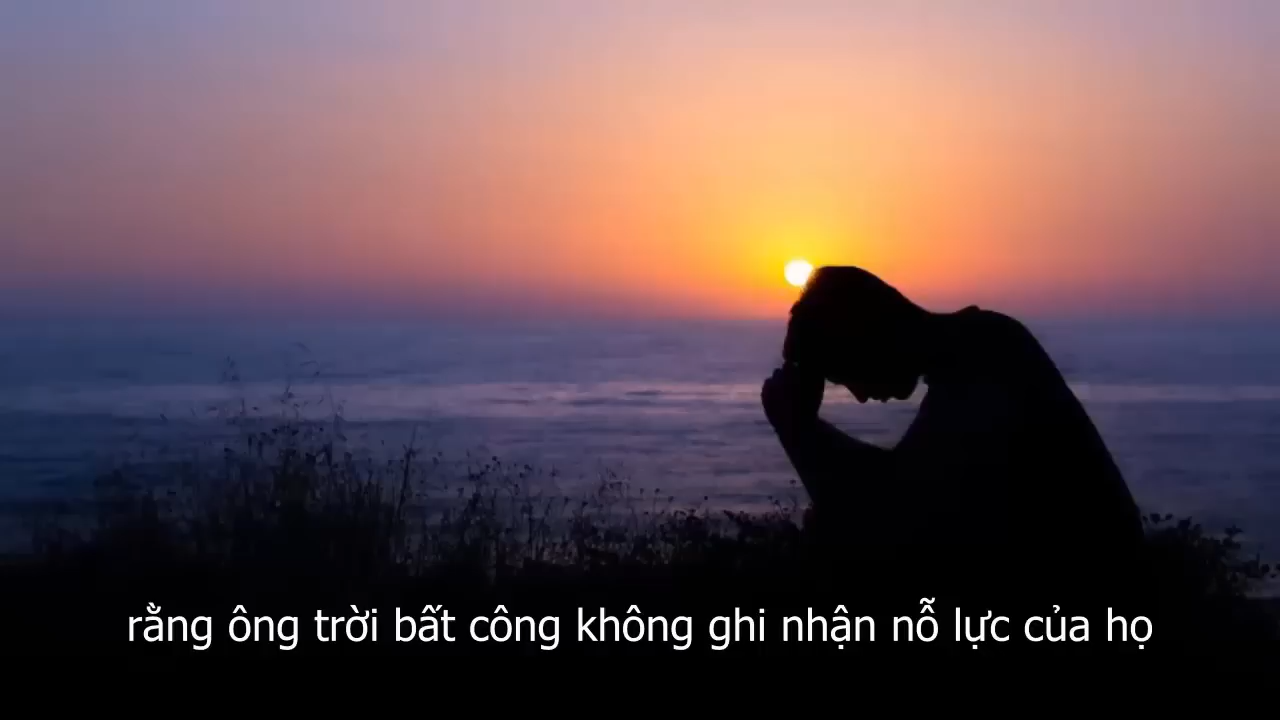 rằng ông trời bất công không ghi nhận nỗ lực của họ